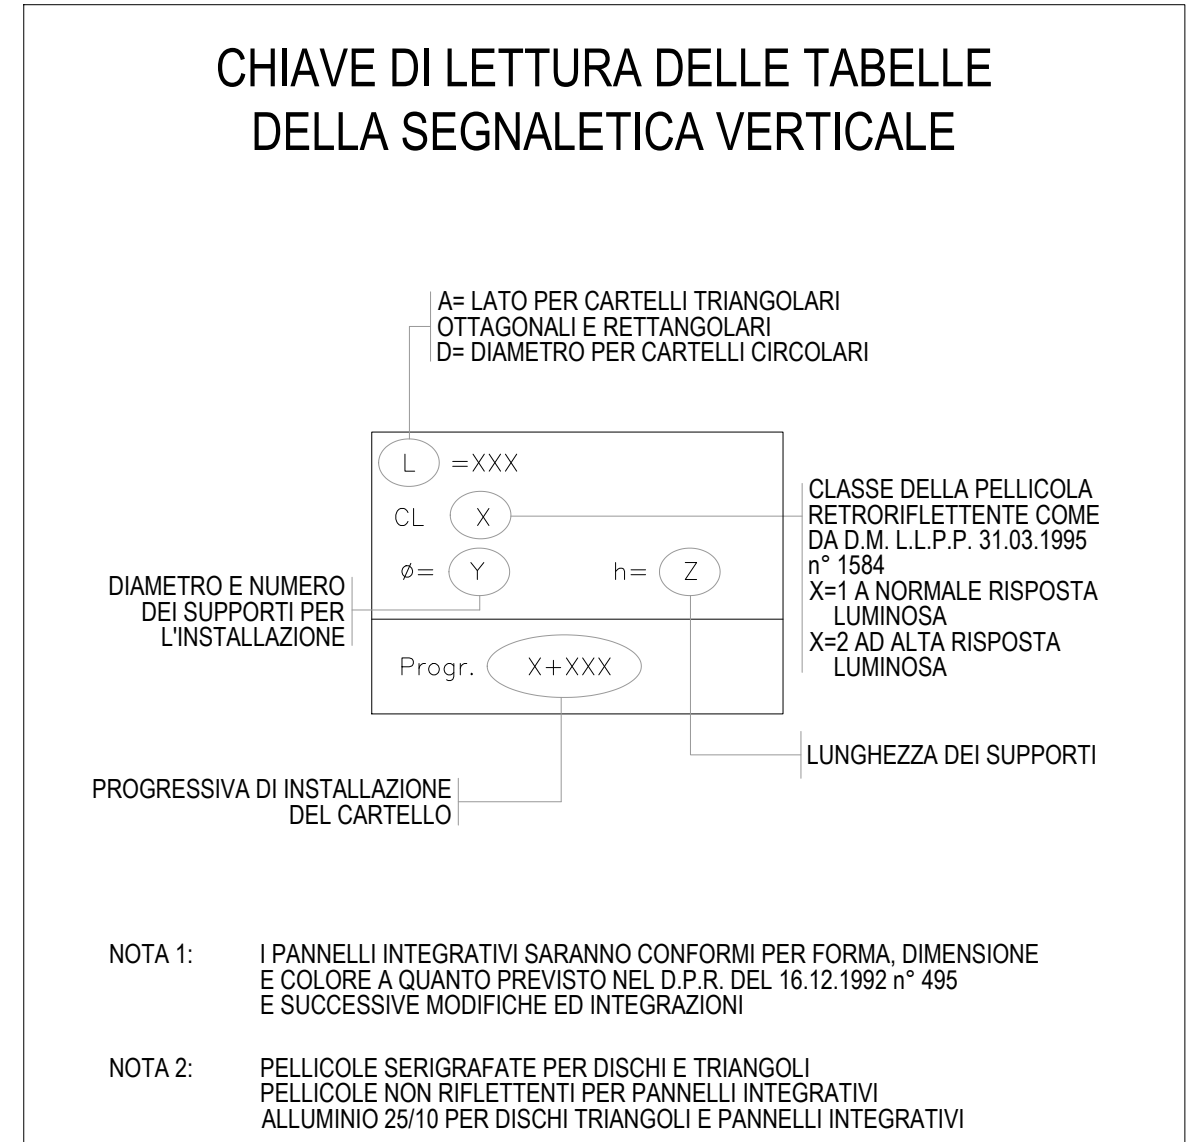 CHIAVE DI LETTURA DELLE TABELLE
DELLA SEGNALETICA VERTICALE
A= LATO PER CARTELLI TRIANGOLARI
OTTAGONALI E RETTANGOLARI
D= DIAMETRO PER CARTELLI CIRCOLARI
L =XXX
CL X
ø= Y h= Z
Progr. X+XXX
CLASSE DELLA PELLICOLA
RETRORIFLETTENTE COME
DA D.M. L.L.P.P. 31.03.1995
n° 1584
X=1 A NORMALE RISPOSTA
LUMINOSA
X=2 AD ALTA RISPOSTA
LUMINOSA
DIAMETRO E NUMERO
DEI SUPPORTI PER
L'INSTALLAZIONE
LUNGHEZZA DEI SUPPORTI
PROGRESSIVA DI INSTALLAZIONE
DEL CARTELLO
NOTA 1: I PANNELLI INTEGRATIVI SARANNO CONFORMI PER FORMA, DIMENSIONE
E COLORE A QUANTO PREVISTO NEL D.P.R. DEL 16.12.1992 n° 495
E SUCCESSIVE MODIFICHE ED INTEGRAZIONI
NOTA 2: PELLICOLE SERIGRAFATE PER DISCHI E TRIANGOLI
PELLICOLE NON RIFLETTENTI PER PANNELLI INTEGRATIVI
ALLUMINIO 25/10 PER DISCHI TRIANGOLI E PANNELLI INTEGRATIVI